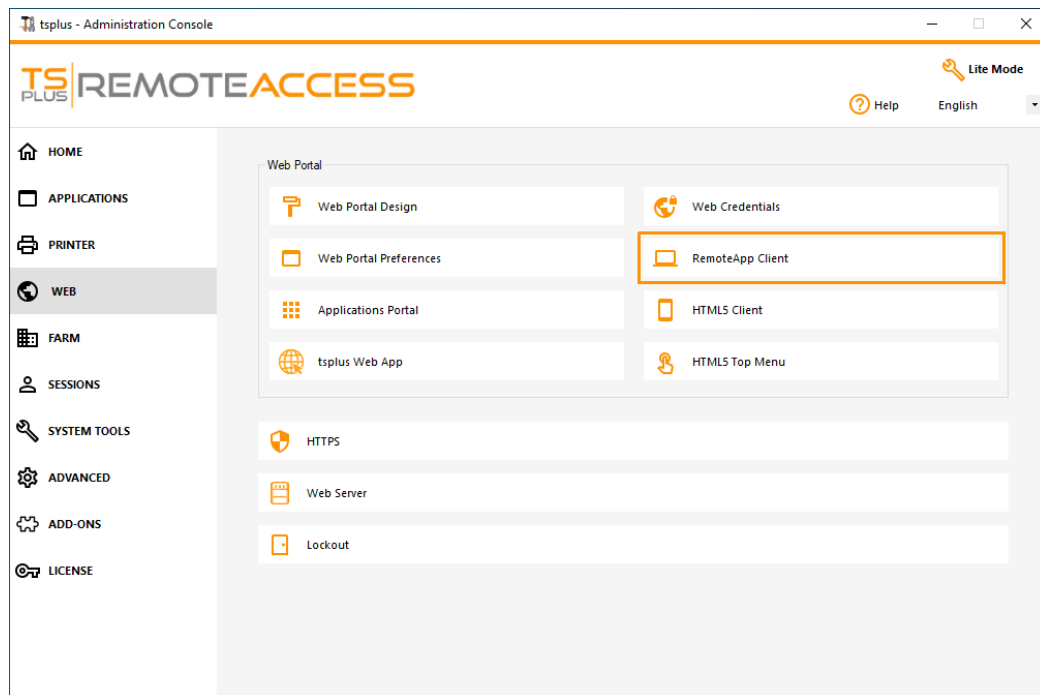 tsplus - Administration Console
TS PLUS REMOTEACCESS
Lite Mode
Help
English
HOME
APPLICATIONS
PRINTER
WEB
FARM
SESSIONS
SYSTEM TOOLS
ADVANCED
ADD-ONS
LICENSE
Web Portal
Web Portal Design
Web Credentials
Web Portal Preferences
RemoteApp Client
Applications Portal
HTML5 Client
tsplus Web App
HTML5 Top Menu
HTTPS
Web Server
Lockout